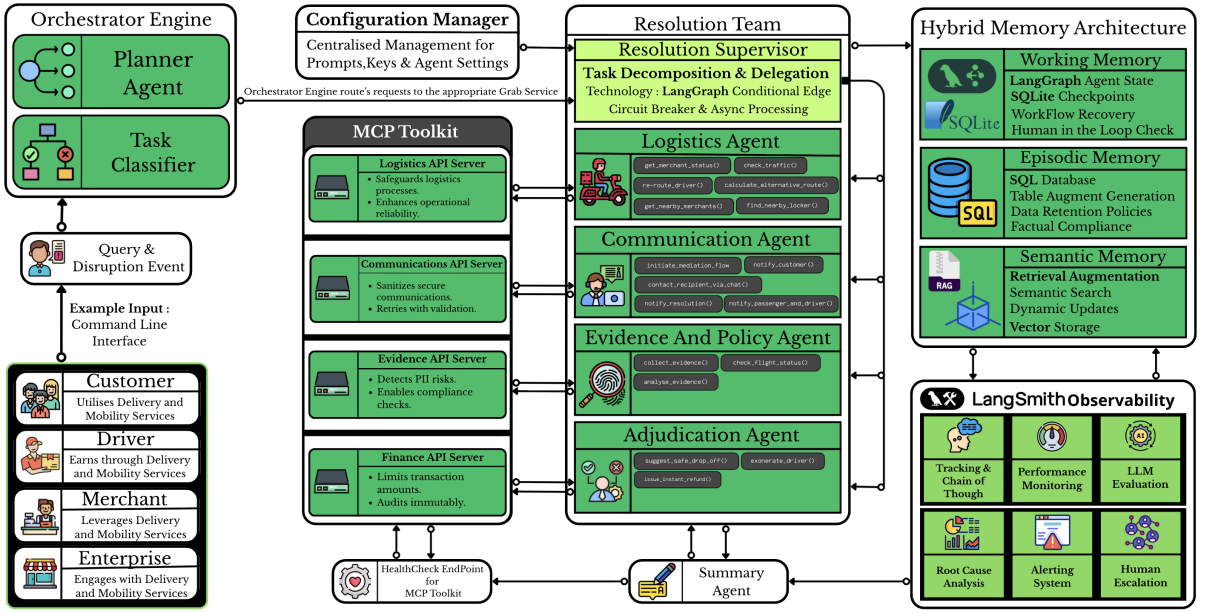 Orchestrator Engine
Planner
Agent
Task
Classifier
Query &
Disruption Event
Example Input :
Command Line
Interface
Customer
Utilises Delivery and
Mobility Services
Driver
Earns through Delivery
and Mobility Services
Merchant
Leverages Delivery
and Mobility Services
Enterprise
Engages with Delivery
and Mobility Services
Configuration Manager
Centralised Management for
Prompts,Keys & Agent Settings
Orchestrator Engine route's requests to the appropriate Grab Service
MCP Toolkit
Logistics API Server
• Safeguards logistics
processes.
• Enhances operational
reliability.
Communications API Server
• Sanitizes secure
communications.
• Retries with validation.
Evidence API Server
• Detects PII risks.
• Enables compliance
checks.
Finance API Server
• Limits transaction
amounts.
• Audits immutably.
HealthCheck EndPoint
for
MCP Toolkit
Resolution Team
Resolution Supervisor
Task Decomposition & Delegation
Technology : LangGraph Conditional Edge
Circuit Breaker & Async Processing
Logistics Agent
get_merchant_status()
check_traffic()
re-route_driver()
calculate_alternative_route()
get_nearby_merchants()
find_nearby_locker()
Communication Agent
initiate_mediation_flow
notify_customer()
contact_recipient_via_chat()
notify_resolution()
notify_passenger_and_driver()
Evidence And Policy Agent
collect_evidence()
check_flight_status()
analyse_evidence()
Adjudication Agent
suggest_safe_drop_off()
exonerate_driver()
issue_instant_refund()
Summary
Agent
Hybrid Memory Architecture
Working Memory
SQLite
LangGraph Agent State
SQLite Checkpoints
WorkFlow Recovery
Human in the Loop Check
Episodic Memory
SQL
SQL Database
Table Augment Generation
Data Retention Policies
Factual Compliance
Semantic Memory
RAG
Retrieval Augmentation
Semantic Search
Dynamic Updates
Vector Storage
LangSmith Observability
Tracking &
Chain of
Though
Performance
Monitoring
AI
LLM
Evaluation
Root Cause
Analysis
Alerting
System
Human
Escalation